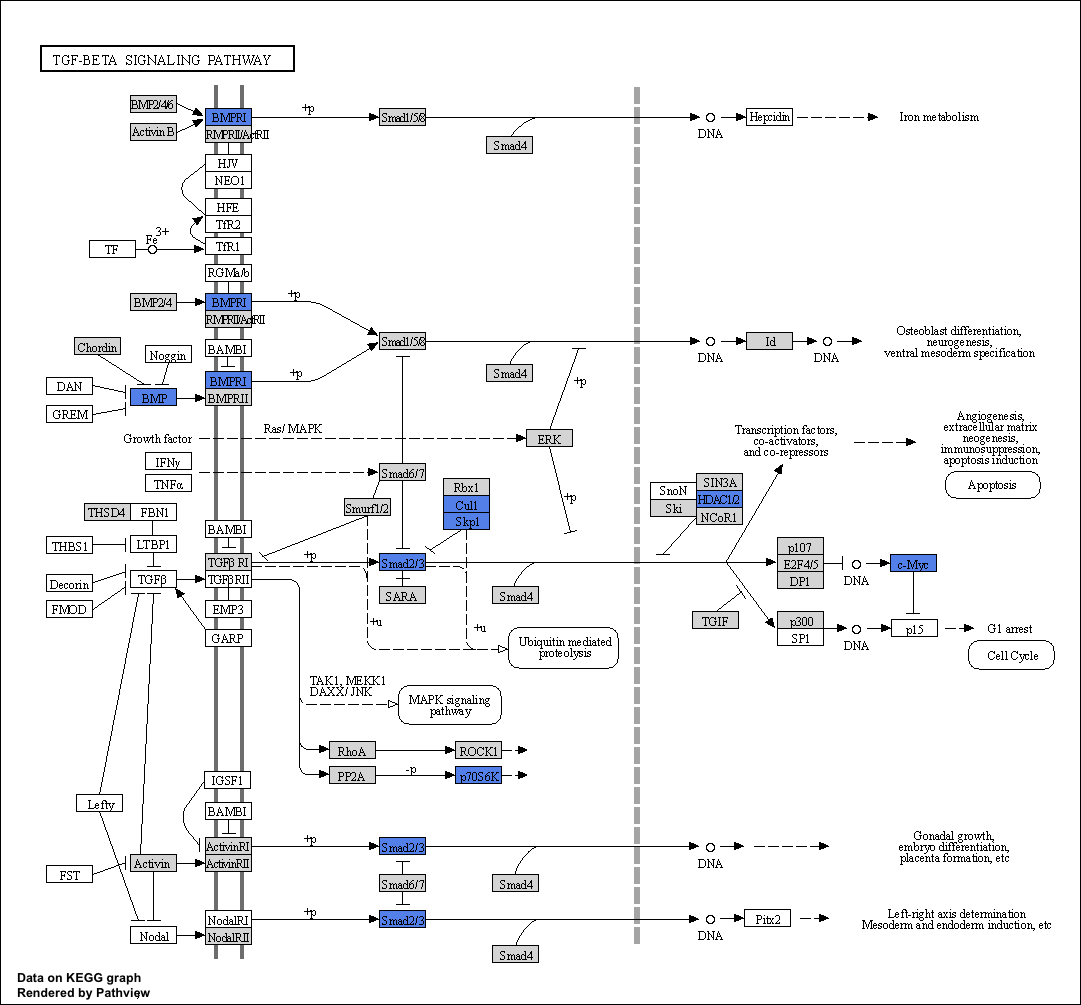 TGF-BETA SIGNALING PATHWAY
BMP2/4/6
Activin B
BMPRI
RMPRII/ActRII
+p
Smad1/5/8
Smad4
DNA
Hepcidin
Iron metabolism
HJV
NEO1
HFE
TfR2
TF
Fe3+
TfR1
RGMa/b
BMP2/4
BMPRI
RMPRII/ActRII
+p
Smad1/5/8
Smad4
DNA
Id
DNA
Osteoblast differentiation,
neurogenesis,
ventral mesoderm specification
Chordin
Noggin
BAMBI
DAN
GREM
BMP
BMPRI
BMPRII
+p
+p
Growth factor
Ras/ MAPK
ERK
+p
IFNγ
TNFα
Smad6/7
Smurf1/2
Rbx1
Cul1
Skp1
Transcription factors,
co-activators,
and co-repressors
Angiogenesis,
extracellular matrix
neogenesis,
immunosuppression,
apoptosis induction
Apoptosis
SnoN
Ski
SIN3A
HDAC1/2
NCoR1
THSD4
FBN1
THBS1
LTBP1
Decorin
FMOD
TGFβ
BAMBI
TGFβ RI
TGFβRII
EMP3
GARP
+p
Smad2/3
SARA
Smad4
+u
+u
Ubiquitin mediated
proteolysis
p107
E2F4/5
DP1
DNA
c-Myc
TGIF
p300
SP1
DNA
p15
G1 arrest
Cell Cycle
TAK1, MEKK1
DAXX/ JNK
MAPK signaling
pathway
RhoA
ROCK1
PP2A
-p
p70S6K
Lefty
IGSF1
BAMBI
FST
Activin
ActivinRI
ActivinRII
+p
Smad2/3
Smad6/7
Smad4
DNA
Gonadal growth,
embryo differentiation,
placenta formation, etc
Nodal
NodalRI
NodalRII
+p
Smad2/3
Smad4
DNA
Pitx2
Left-right axis determination
Mesoderm and endoderm induction, etc
Data on KEGG graph
Rendered by Pathview